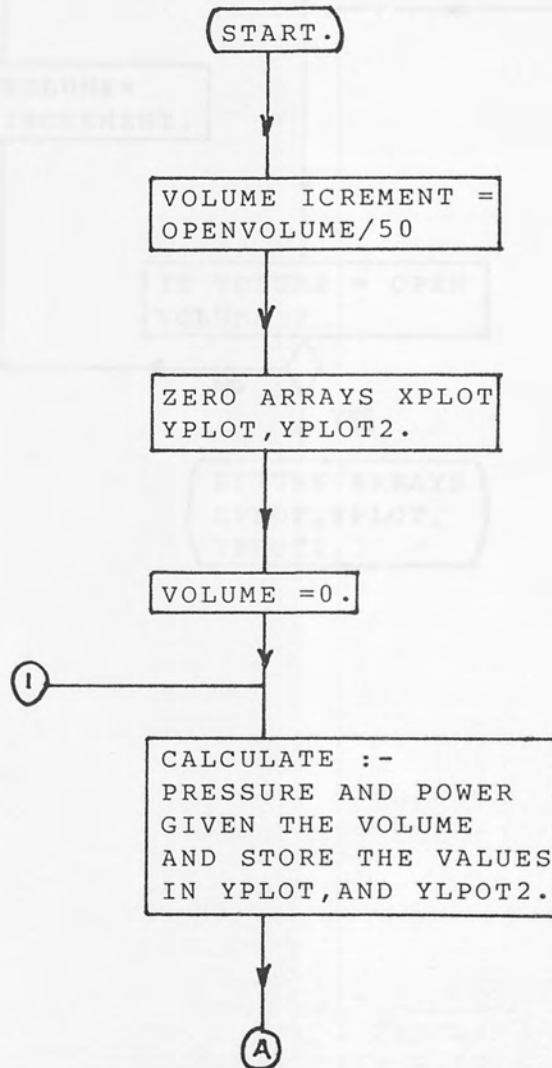 START.
VOLUME ICREMENT =
OPENVOLUME/50
ZERO ARRAYS XPLOT
YPLOT,YPLOT2.
VOLUME =0.
1
CALCULATE :-
PRESSURE AND POWER
GIVEN THE VOLUME
AND STORE THE VALUES
IN YPLOT,AND YLPOT2.
A